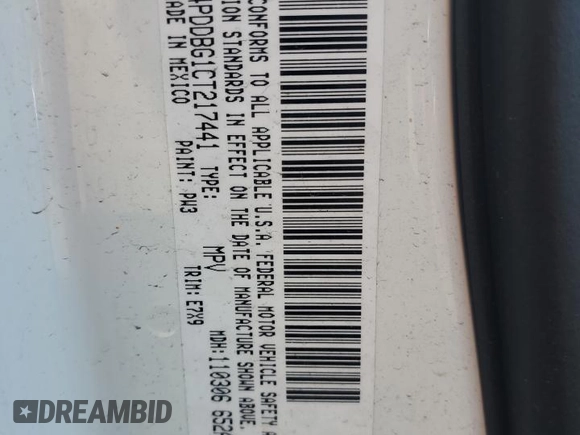 CONFORMS TO ALL APPLICABLE U.S.A. FEDERAL MOTOR VEHICLE SAFETY
ION STANDARDS IN EFFECT ON THE DATE OF MANUFACTURE SHOWN ABOVE.
PDDBG1CT217441 TYPE: MPV MDH:110306 652
ADE IN MEXICO PAINT: PW3 TRIM: E7X9
DREAMBID